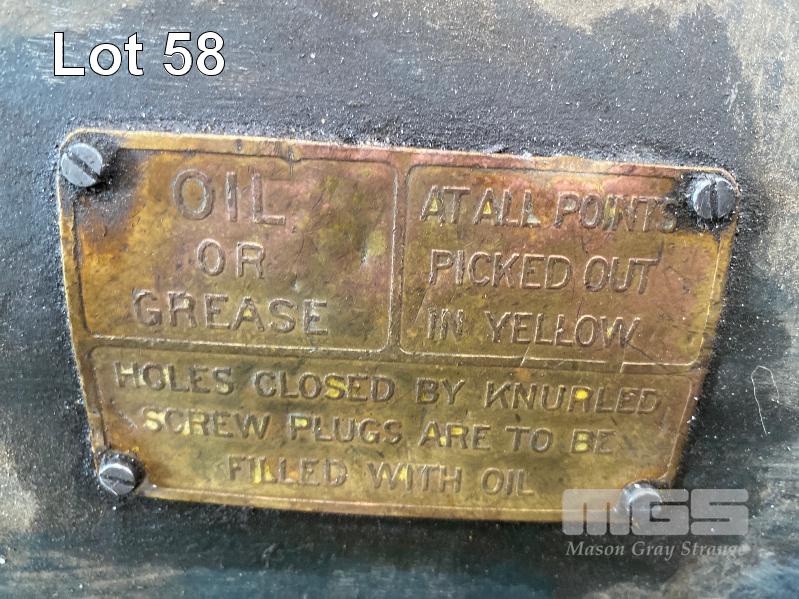 Lot 58
OIL
OR
GREASE
AT ALL POINTS
PICKED OUT
IN YELLOW
HOLES CLOSED BY KNURLED
SCREW PLUGS ARE TO BE
FILLED WITH OIL
MGS
Mason Gray Strange